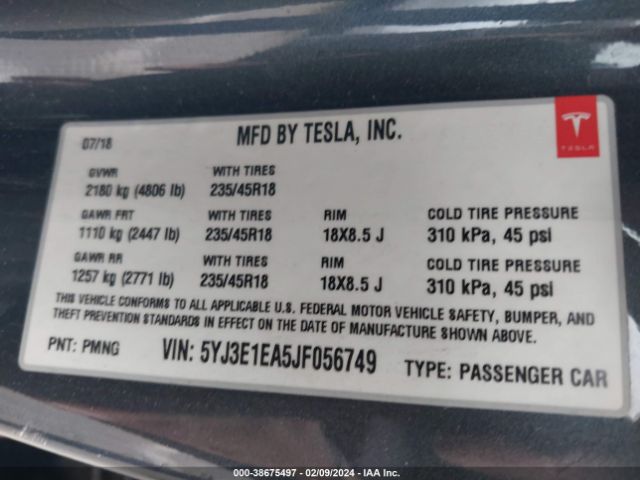 07/18 MFD BY TESLA, INC.
TESLA
GVWR WITH TIRES
2180 kg (4806 lb) 235/45R18
GAWR FRT WITH TIRES RIM COLD TIRE PRESSURE
1110 kg (2447 lb) 235/45R18 18X8.5 J 310 kPa, 45 psi
GAWR RR WITH TIRES RIM COLD TIRE PRESSURE
1257 kg (2771 lb) 235/45R18 18X8.5 J 310 kPa, 45 psi
THIS VEHICLE CONFORMS TO ALL APPLICABLE U.S. FEDERAL MOTOR VEHICLE SAFETY, BUMPER, AND
THEFT PREVENTION STANDARDS IN EFFECT ON THE DATE OF MANUFACTURE SHOWN ABOVE.
PNT: PMNG VIN: 5YJ3E1EA5JF056749 TYPE: PASSENGER CAR
000-38675497 - 02/09/2024 - IAA Inc.